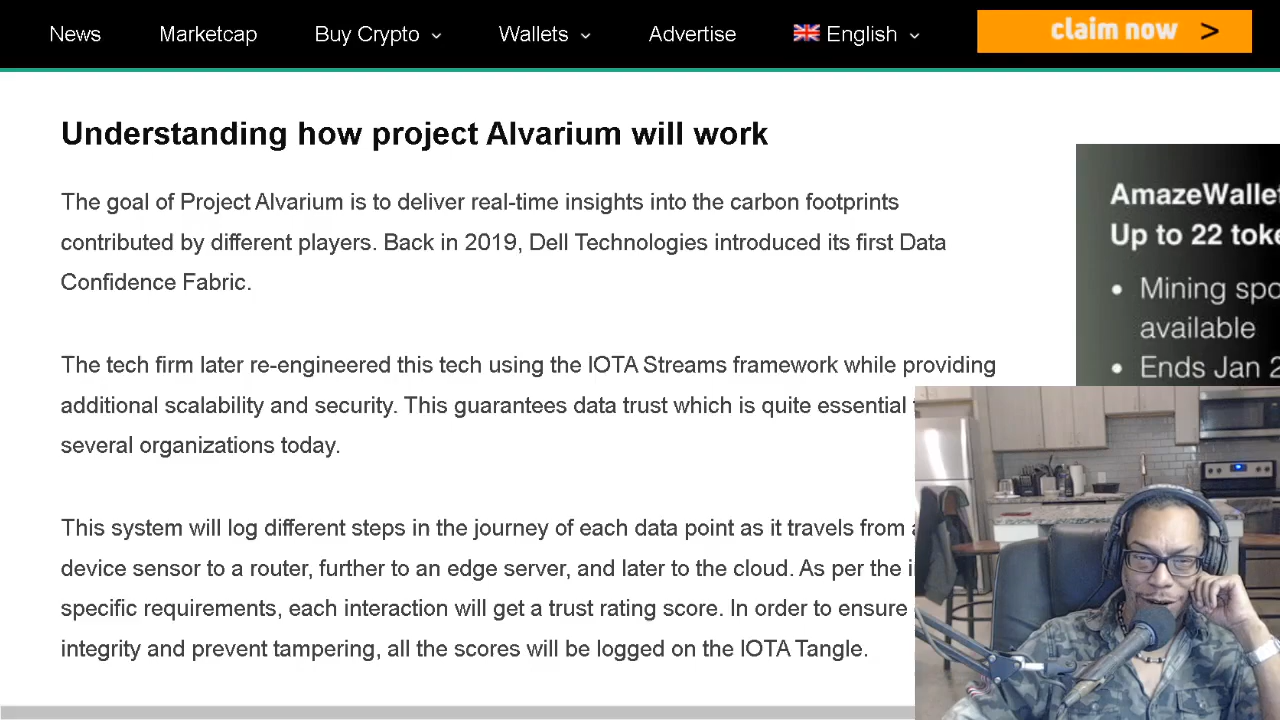 News Marketcap Buy Crypto Wallets Advertise English claim now >
Understanding how project Alvarium will work
The goal of Project Alvarium is to deliver real-time insights into the carbon footprints
contributed by different players. Back in 2019, Dell Technologies introduced its first Data
Confidence Fabric.
The tech firm later re-engineered this tech using the IOTA Streams framework while providing
additional scalability and security. This guarantees data trust which is quite essential
several organizations today.
This system will log different steps in the journey of each data point as it travels from
device sensor to a router, further to an edge server, and later to the cloud. As per the
specific requirements, each interaction will get a trust rating score. In order to ensure
integrity and prevent tampering, all the scores will be logged on the IOTA Tangle.
Up to 22
• Mining
available
• Ends Jan